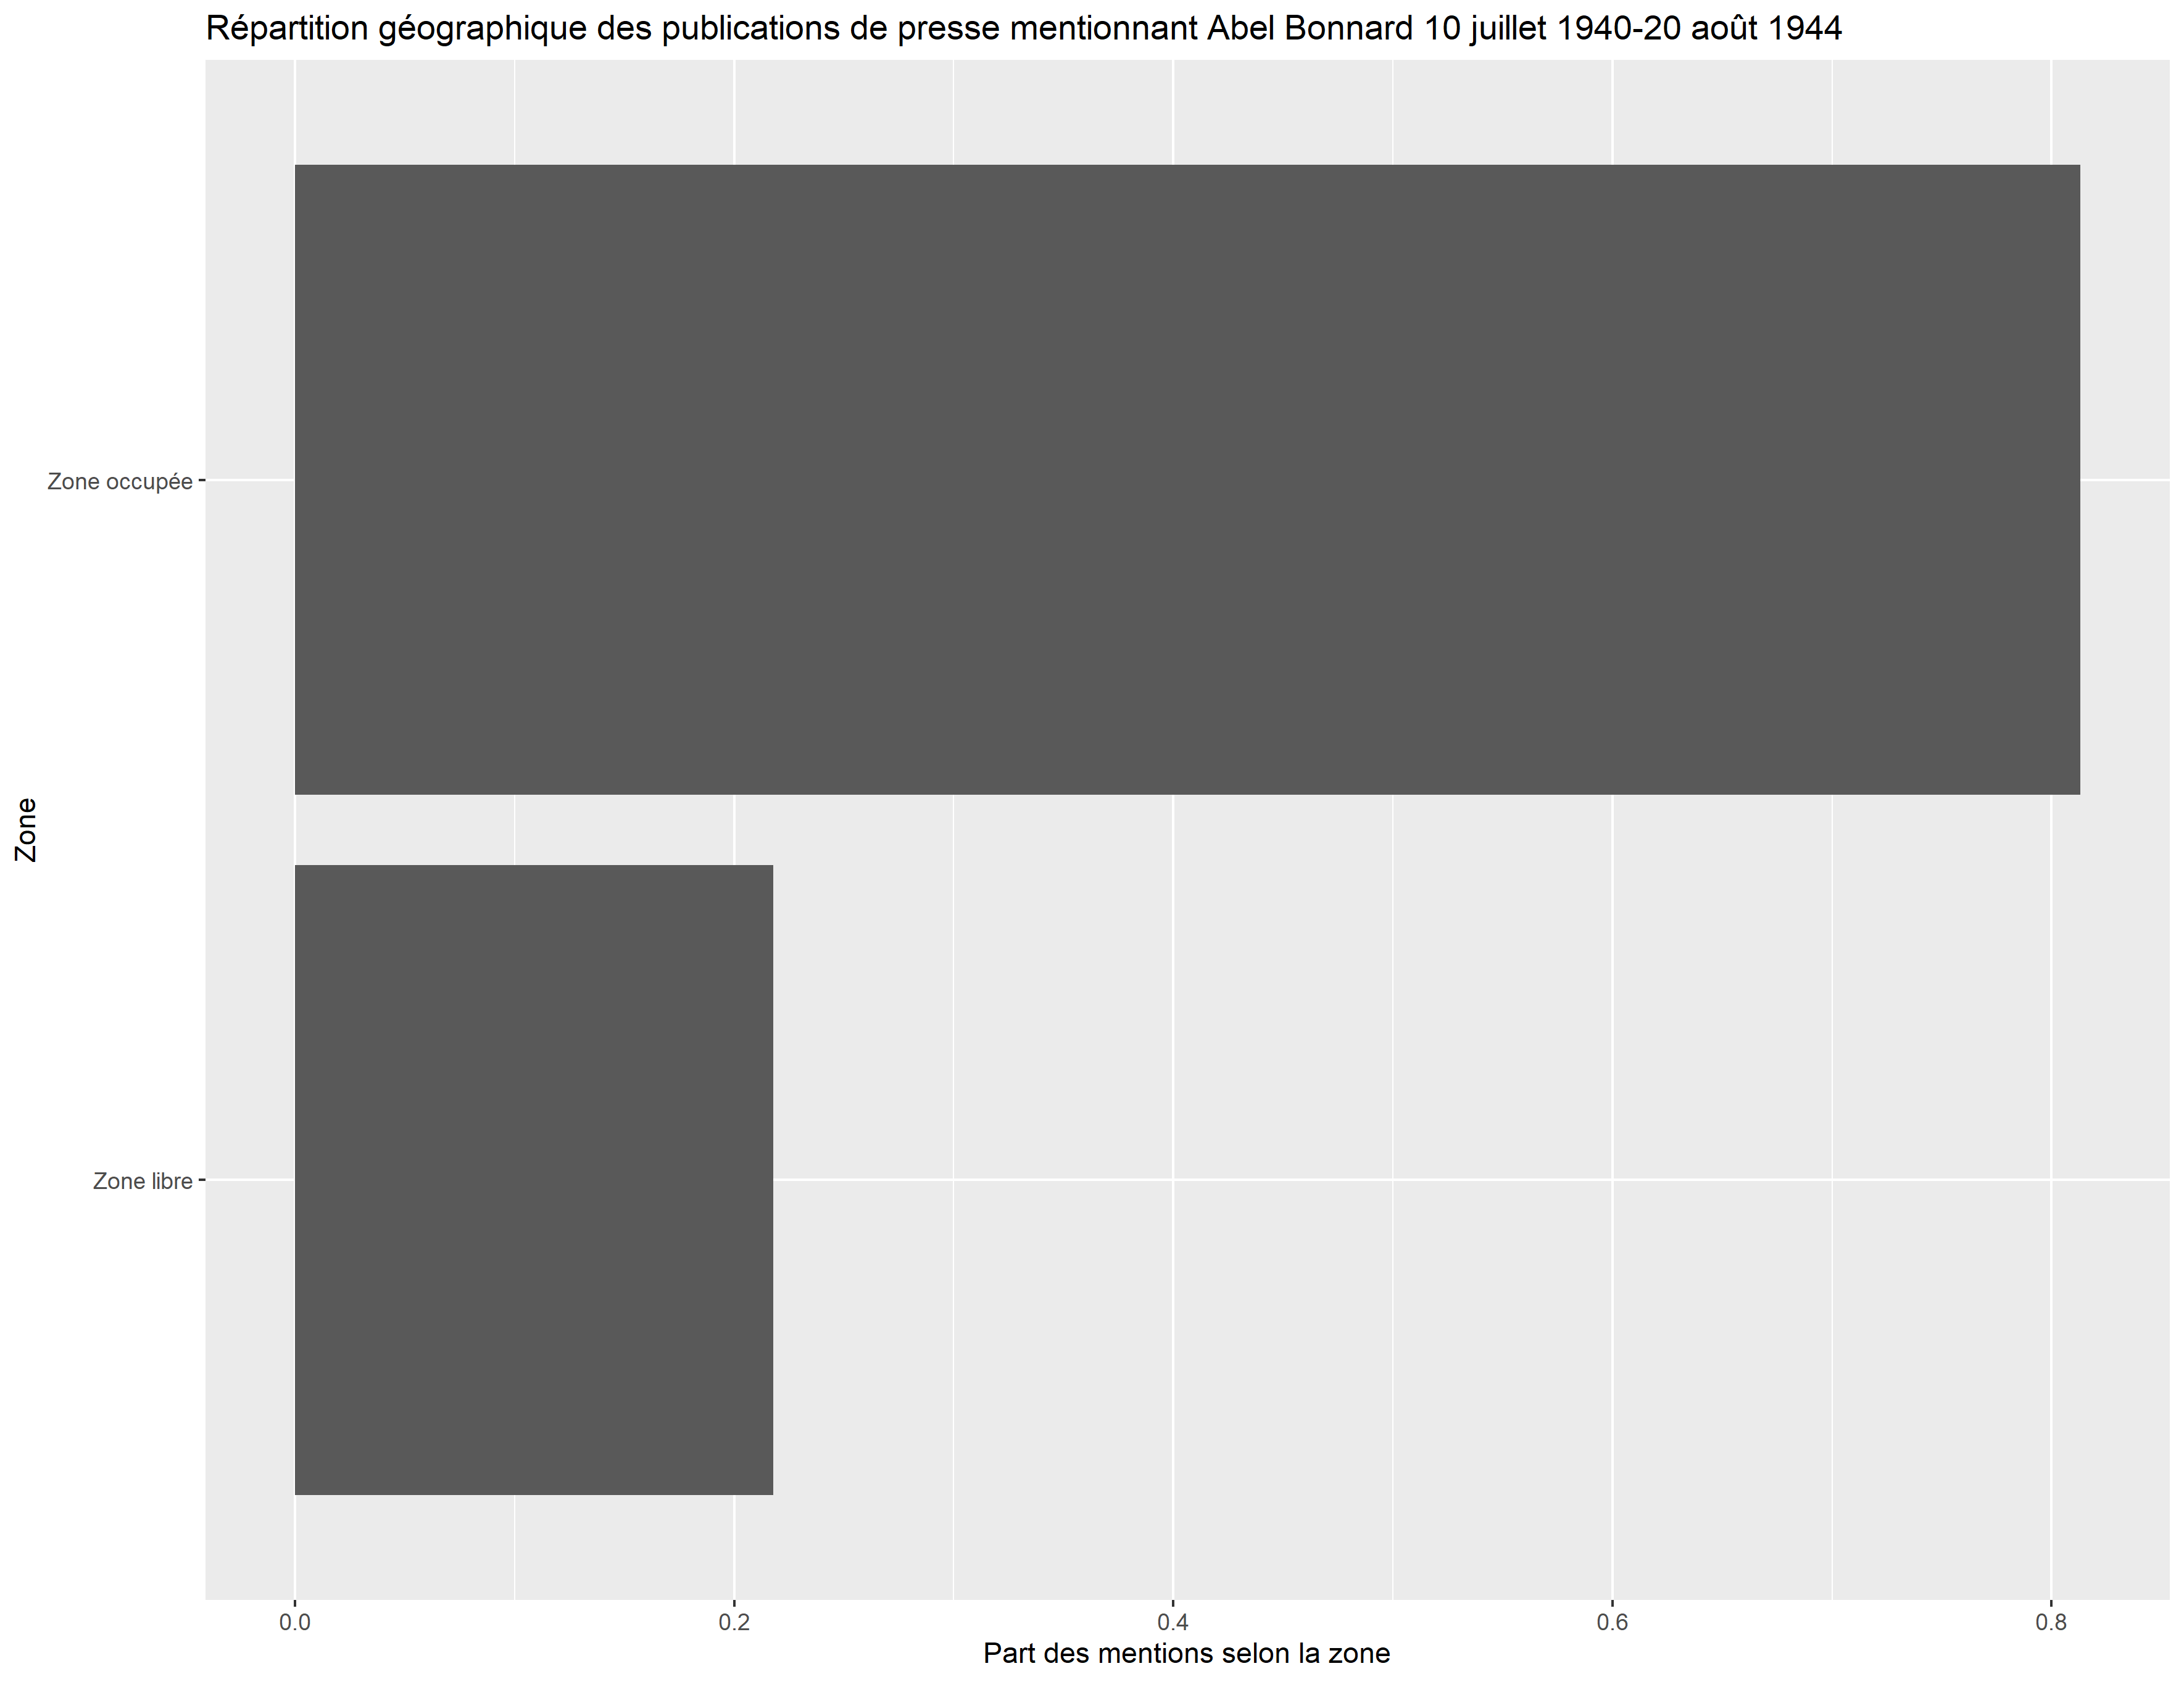 Répartition géographique des publications de presse mentionnant Abel Bonnard 10 juillet 1940-20 août 1944
Zone
Zone occupée
Zone libre
0.0 0.2 0.4 0.6 0.8
Part des mentions selon la zone